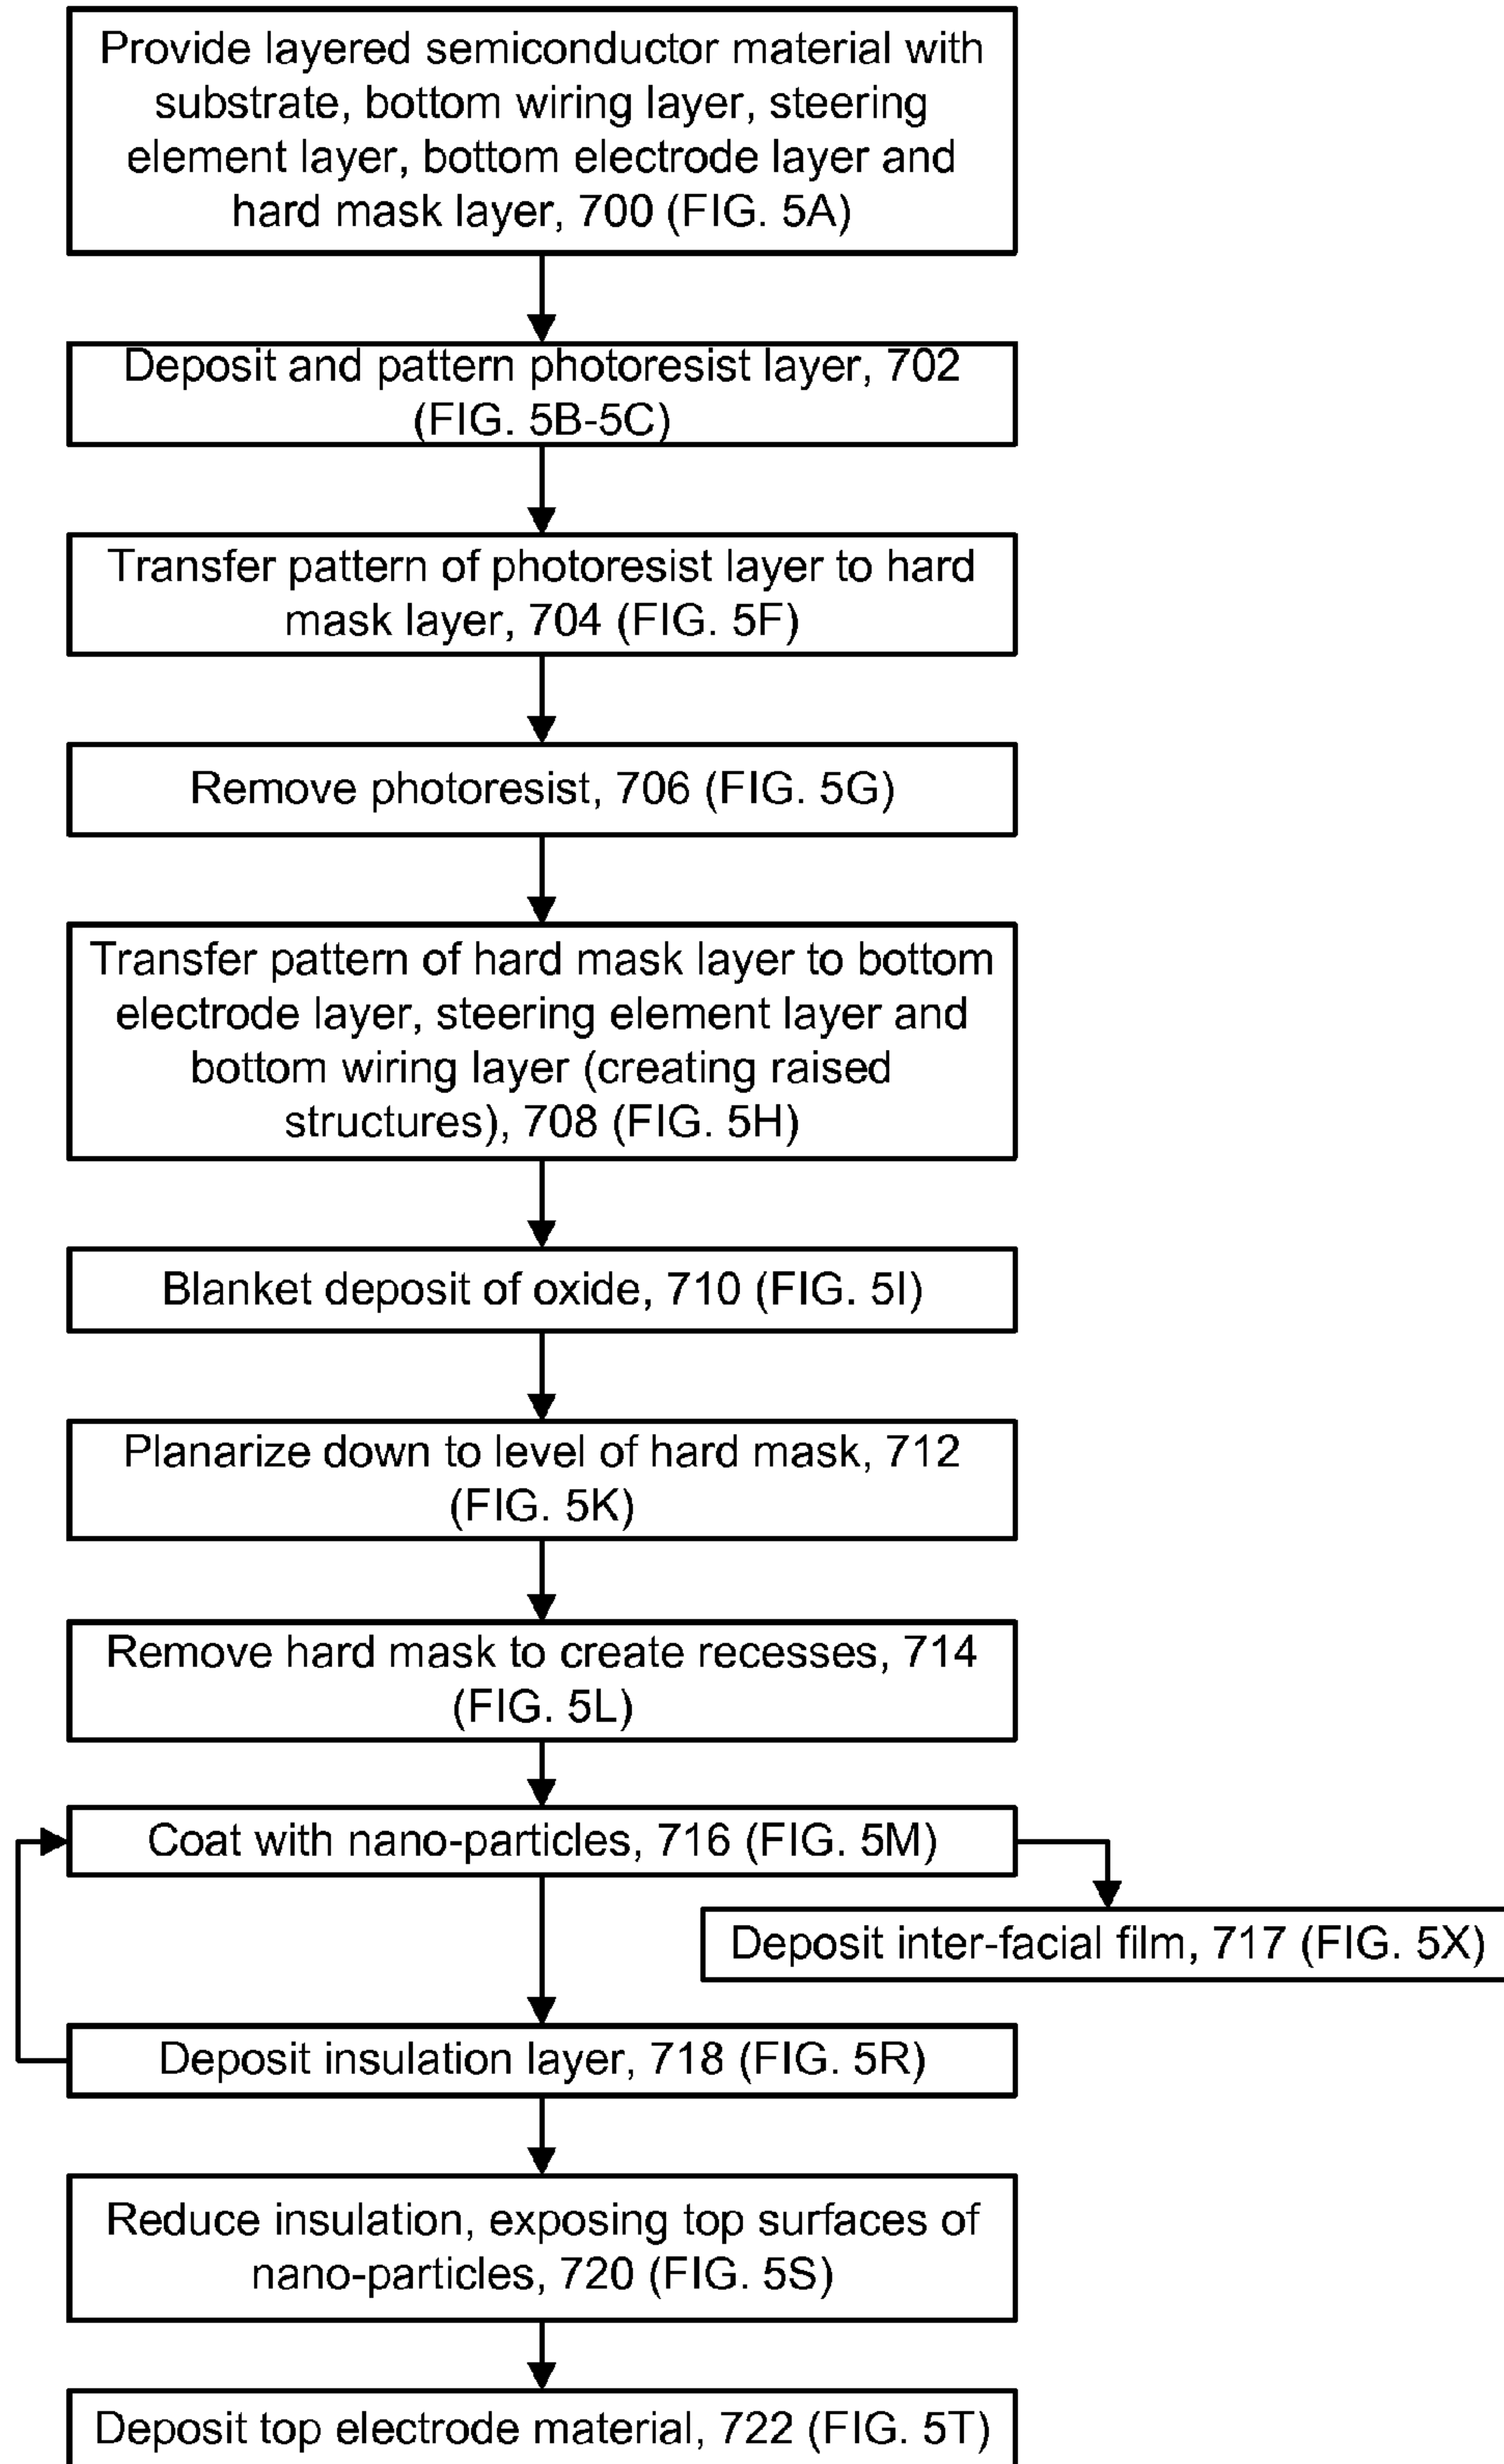 Provide layered semiconductor material with
substrate, bottom wiring layer, steering
element layer, bottom electrode layer and
hard mask layer, 700 (FIG. 5A)
Deposit and pattern photoresist layer, 702
(FIG. 5B-5C)
Transfer pattern of photoresist layer to hard
mask layer, 704 (FIG. 5F)
Remove photoresist, 706 (FIG. 5G)
Transfer pattern of hard mask layer to bottom
electrode layer, steering element layer and
bottom wiring layer (creating raised
structures), 708 (FIG. 5H)
Blanket deposit of oxide, 710 (FIG. 5I)
Planarize down to level of hard mask, 712
(FIG. 5K)
Remove hard mask to create recesses, 714
(FIG. 5L)
Coat with nano-particles, 716 (FIG. 5M)
Deposit inter-facial film, 717 (FIG. 5X)
Deposit insulation layer, 718 (FIG. 5R)
Reduce insulation, exposing top surfaces of
nano-particles, 720 (FIG. 5S)
Deposit top electrode material, 722 (FIG. 5T)